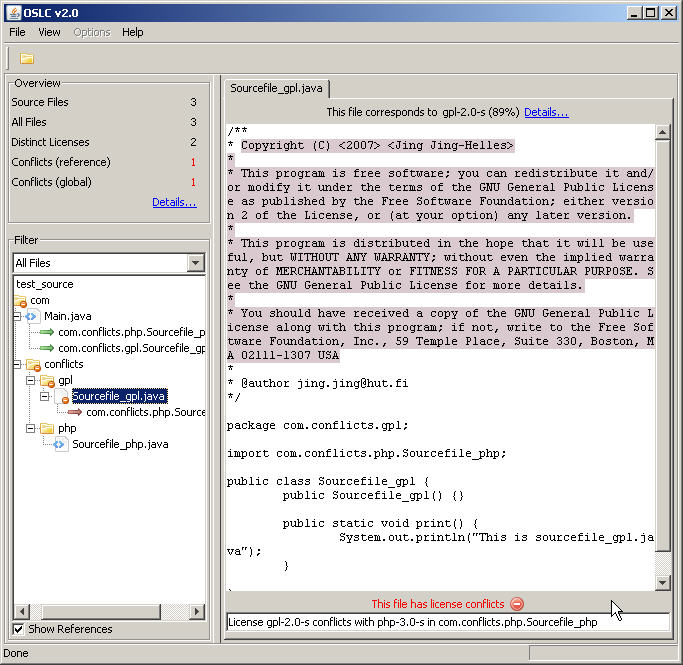 OSLC v2.0
File View Options Help
Overview
Source Files 3
All Files 3
Distinct Licenses 2
Conflicts (reference) 1
Conflicts (global) 1
Details...
Filter
All Files
test_source
com
Main.java
com.conflicts.php.Sourcefile_p
com.conflicts.gpl.Sourcefile_gp
conflicts
gpl
Sourcefile_gpl.java
com.conflicts.php.Source
php
Sourcefile_php.java
Show References
Sourcefile_gpl.java
This file corresponds to gpl-2.0-s (89%) Details...
/**
* Copyright (C) <2007> <Jing Jing-Helles>
*
* This program is free software; you can redistribute it and/
or modify it under the terms of the GNU General Public Licens
e as published by the Free Software Foundation; either versio
n 2 of the License, or (at your option) any later version.
*
* This program is distributed in the hope that it will be use
ful, but WITHOUT ANY WARRANTY; without even the implied warra
nty of MERCHANTABILITY or FITNESS FOR A PARTICULAR PURPOSE. S
ee the GNU General Public License for more details.
*
* You should have received a copy of the GNU General Public L
icense along with this program; if not, write to the Free Sof
tware Foundation, Inc., 59 Temple Place, Suite 330, Boston, M
A 02111-1307 USA
*
* @author jing.jing@hut.fi
*/
package com.conflicts.gpl;
import com.conflicts.php.Sourcefile_php;
public class Sourcefile_gpl {
public Sourcefile_gpl() {}
public static void print() {
System.out.println("This is sourcefile_gpl.ja
va");
}
This file has license conflicts
License gpl-2.0-s conflicts with php-3.0-s in com.conflicts.php.Sourcefile_php
Done